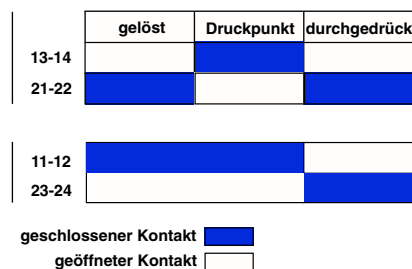 gelöst Druckpunkt durchgedrück
13-14
21-22
11-12
23-24
geschlossener Kontakt
geöffneter Kontakt